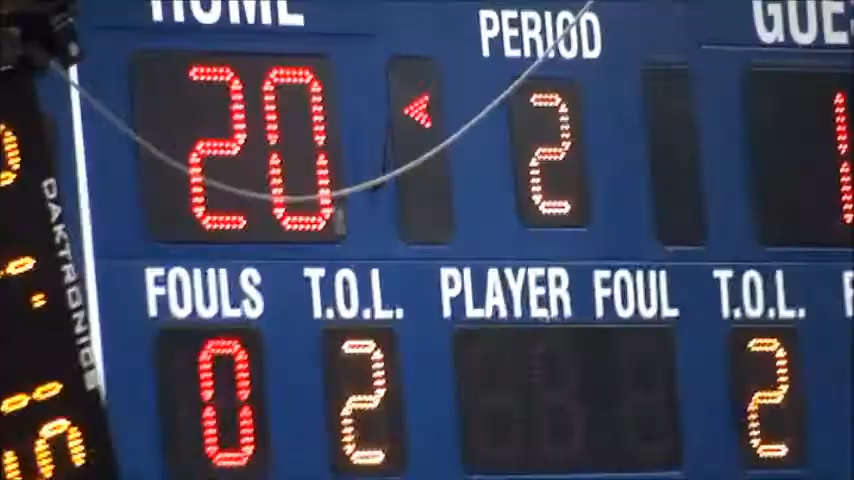 HOME PERIOD
20 2
FOULS T.O.L. PLAYER FOUL T.O.L.
0 2 2
DAKTRONICS